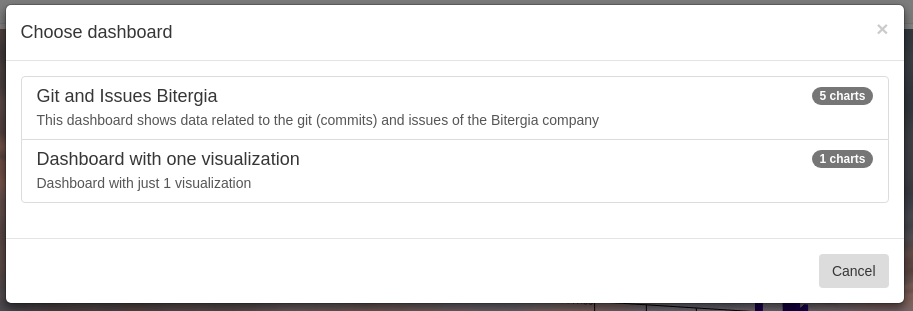 Choose dashboard ×
Git and Issues Bitergia 5 charts
This dashboard shows data related to the git (commits) and issues of the Bitergia company
Dashboard with one visualization 1 charts
Dashboard with just 1 visualization
Cancel